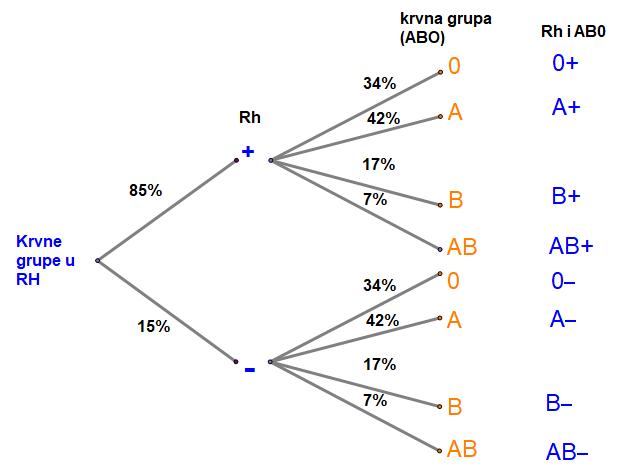 krvna grupa
(ABO)
Rh i AB0
Rh
Krvne
grupe u
RH
85%
15%
+
-
34%
42%
17%
7%
0
A
B
AB
0+
A+
B+
AB+
34%
42%
17%
7%
0
A
B
AB
0–
A–
B–
AB–